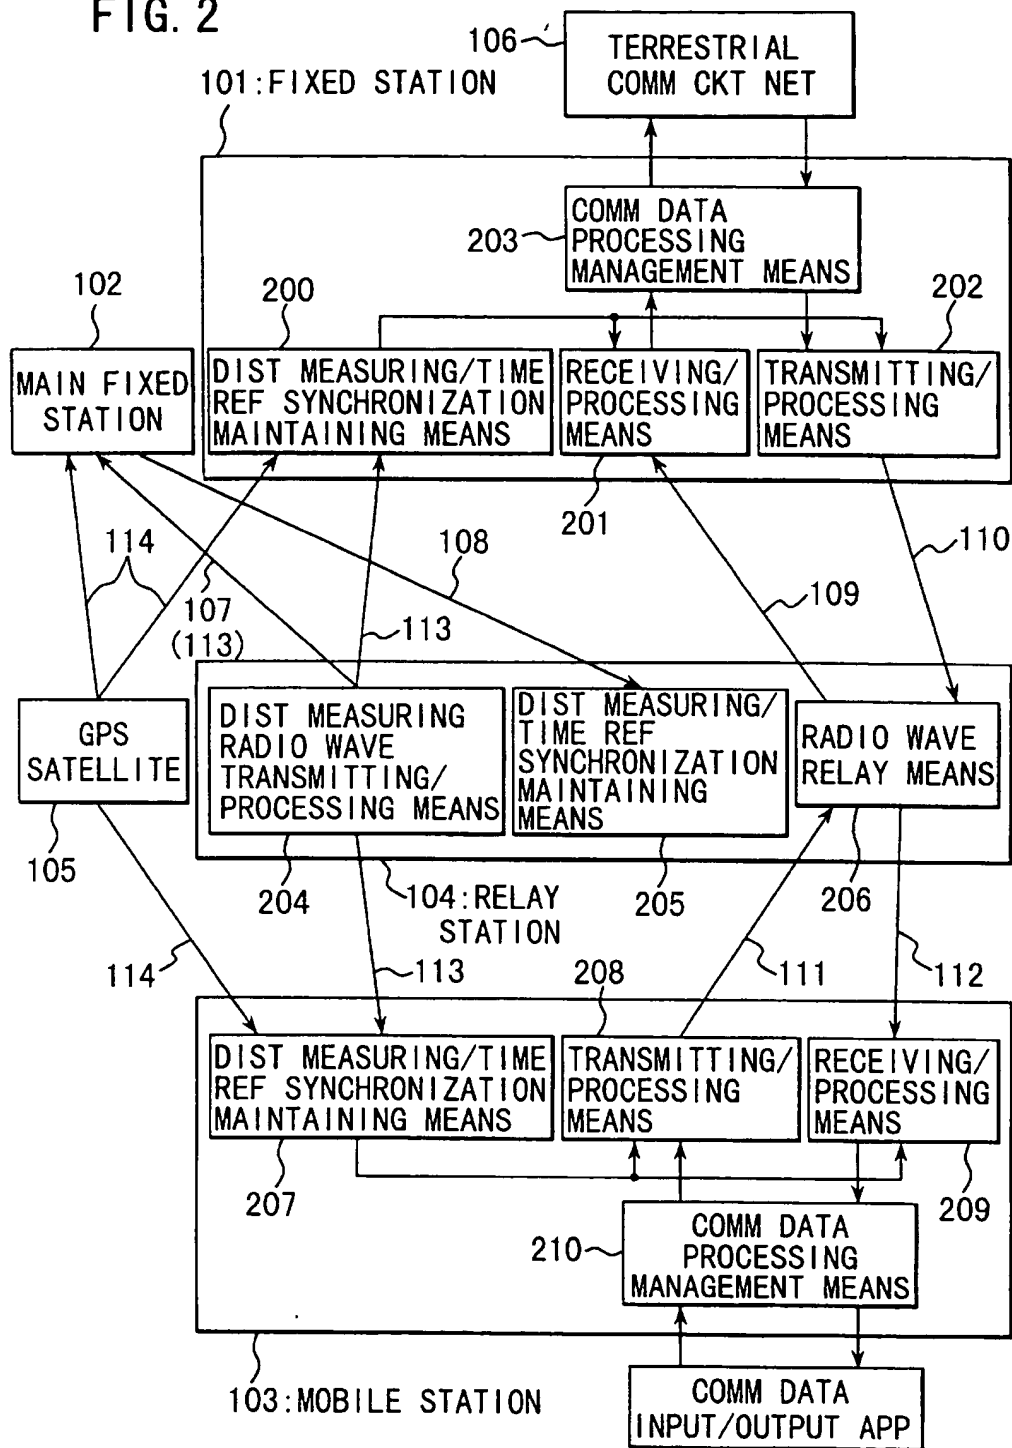 FIG. 2
106
TERRESTRIAL
COMM CKT NET
101:FIXED STATION
203
COMM DATA
PROCESSING
MANAGEMENT MEANS
102
200
202
MAIN FIXED
STATION
DIST MEASURING/TIME
REF SYNCHRONIZATION
MAINTAINING MEANS
RECEIVING/
PROCESSING
MEANS
TRANSMITTING/
PROCESSING
MEANS
201
114
107
(113)
108
113
109
110
GPS
SATELLITE
105
DIST MEASURING
RADIO WAVE
TRANSMITTING/
PROCESSING MEANS
DIST MEASURING/
TIME REF
SYNCHRONIZATION
MAINTAINING
MEANS
RADIO WAVE
RELAY MEANS
204
104:RELAY
STATION
205
206
114
113
208
111
112
DIST MEASURING/TIME
REF SYNCHRONIZATION
MAINTAINING MEANS
TRANSMITTING/
PROCESSING
MEANS
RECEIVING/
PROCESSING
MEANS
207
209
210
COMM DATA
PROCESSING
MANAGEMENT MEANS
103:MOBILE STATION
COMM DATA
INPUT/OUTPUT APP